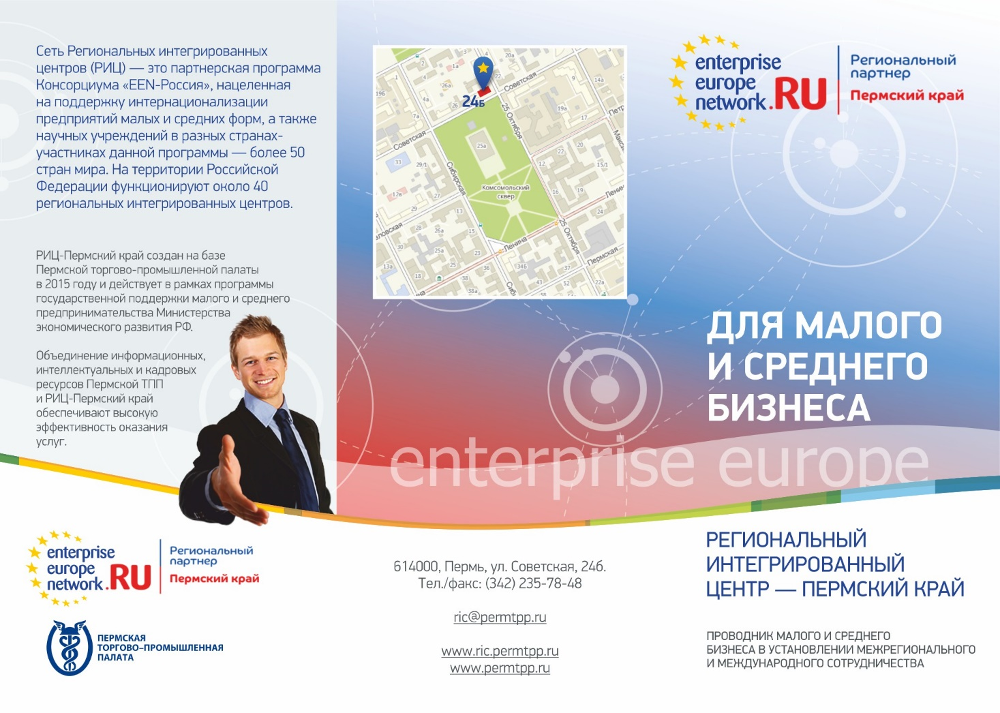 Сеть Региональных интегрированных
центров (РИЦ) — это партнерская программа
Консорциума «EEN-Россия», нацеленная
на поддержку интернационализации
предприятий малых и средних форм, а также
научных учреждений в разных странах-
участниках данной программы — более 50
стран мира. На территории Российской
Федерации функционируют около 40
региональных интегрированных центров.
РИЦ-Пермский край создан на базе
Пермской торгово-промышленной палаты
в 2015 году и действует в рамках программы
государственной поддержки малого и среднего
предпринимательства Министерства
экономического развития РФ.
Объединение информационных,
интеллектуальных и кадровых
ресурсов Пермской ТПП
и РИЦ-Пермский край
обеспечивают высокую
эффективность оказания
услуг.
enterprise
europe
network.RU
Региональный
партнер
Пермский край
ПЕРМСКАЯ
ТОРГОВО-ПРОМЫШЛЕННАЯ
ПАЛАТА
24Б
Советская
Советская
25 Октября
Сибирская
25а
Комсомольский
сквер
Ленина
25 Октября
Пермская
enterprise europe
614000, Пермь, ул. Советская, 24б.
Тел./факс: (342) 235-78-48
ric@permtpp.ru
www.ric.permtpp.ru
www.permtpp.ru
enterprise
europe
network.RU
Региональный
партнер
Пермский край
ДЛЯ МАЛОГО
И СРЕДНЕГО
БИЗНЕСА
РЕГИОНАЛЬНЫЙ
ИНТЕГРИРОВАННЫЙ
ЦЕНТР — ПЕРМСКИЙ КРАЙ
ПРОВОДНИК МАЛОГО И СРЕДНЕГО
БИЗНЕСА В УСТАНОВЛЕНИИ МЕЖРЕГИОНАЛЬНОГО
И МЕЖДУНАРОДНОГО СОТРУДНИЧЕСТВА